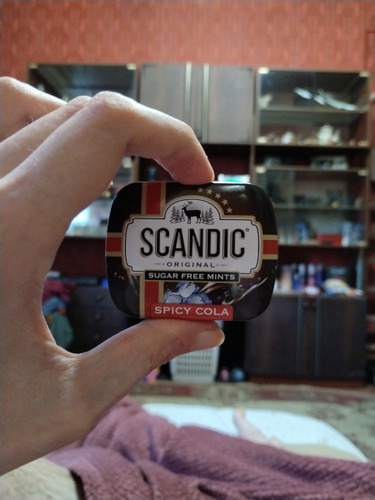 SCANDIC®
ORIGINAL
SUGAR FREE MINTS
SPICY COLA